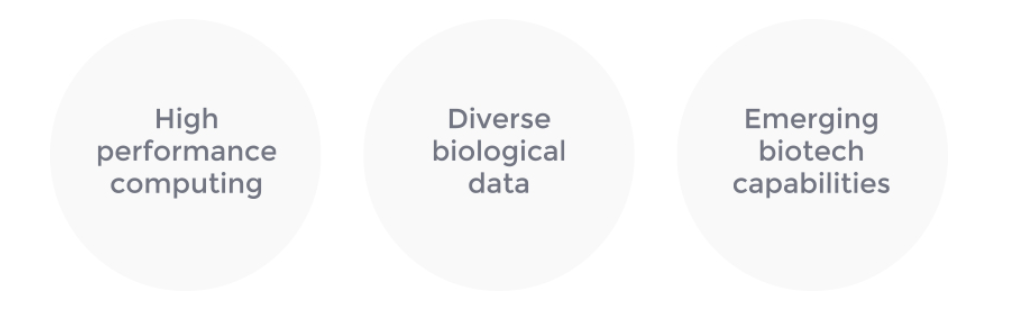 High
performance
computing
Diverse
biological
data
Emerging
biotech
capabilities